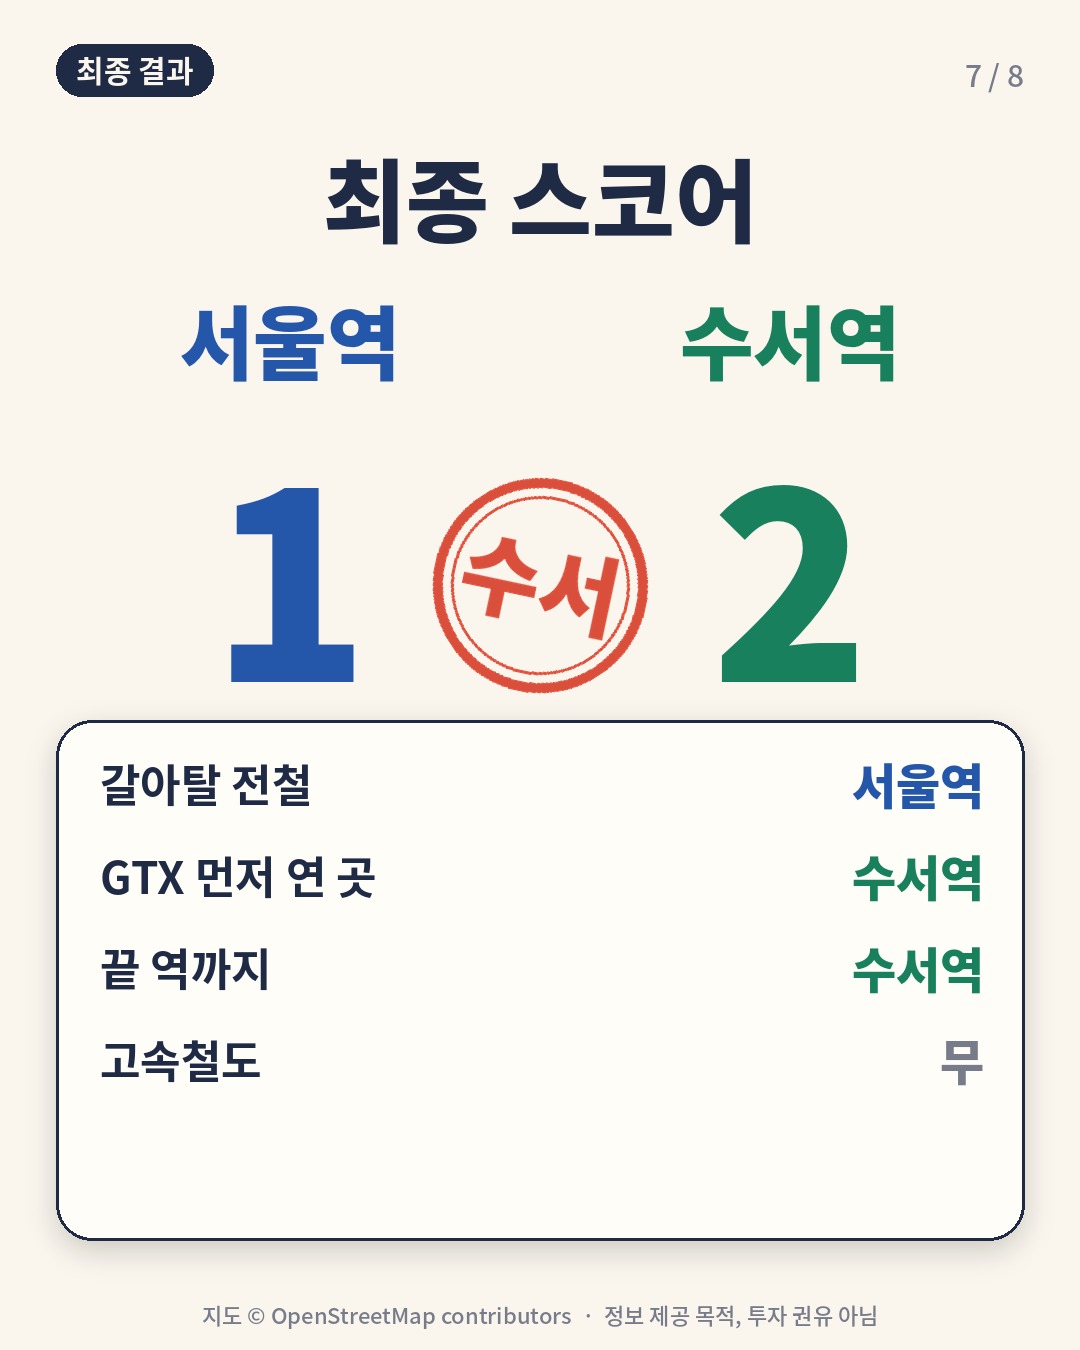 최종 결과
7 / 8
최종 스코어
서울역 수서역
1 수서 2
갈아탈 전철 서울역
GTX 먼저 연 곳 수서역
끝 역까지 수서역
고속철도 무
지도 © OpenStreetMap contributors · 정보 제공 목적, 투자 권유 아님